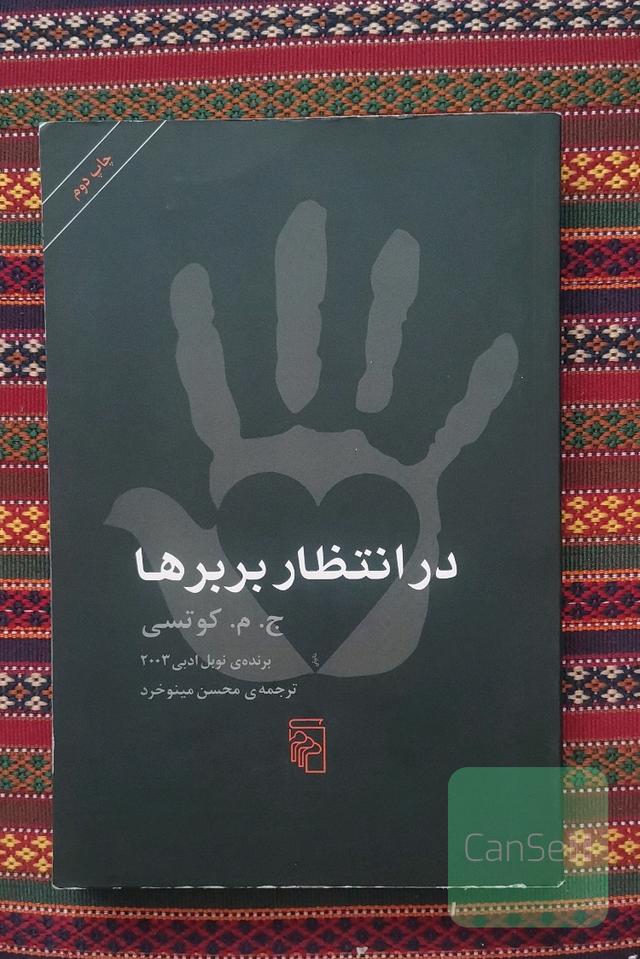 چاپ دوم
در انتظار بربرها
ج. م. کوتسی
برنده‌ی نوبل ادبی ۲۰۰۳
ترجمه‌ی محسن مینوخرد
CanSell